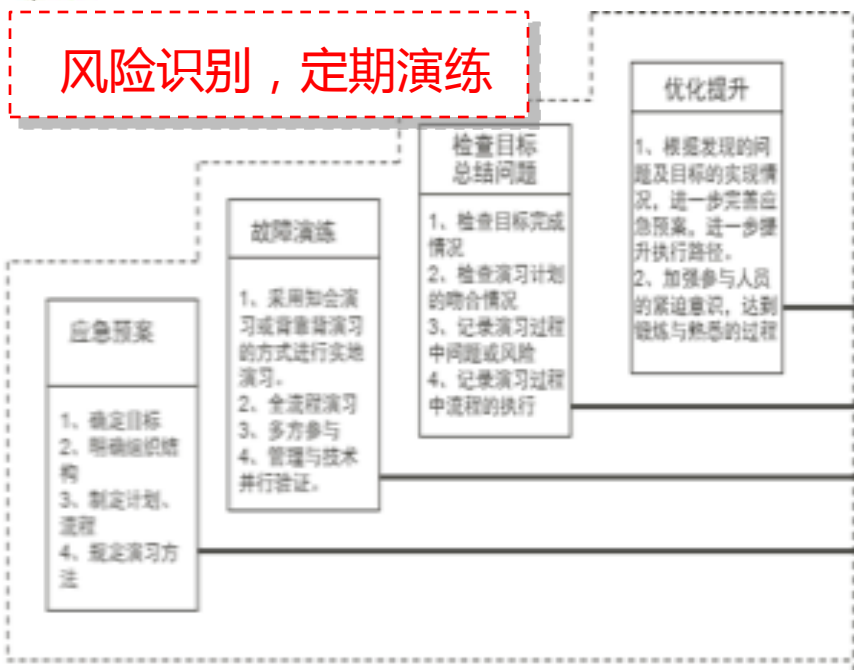 风险识别，定期演练
应急预案
1、确定目标
2、明确组织结
构
3、制定计划、
流程
4、规定演习方
法
故障演练
1、采用知会演
习或背靠背演习
的方式进行实地
演习。
2、全流程演习
3、多方参与
4、管理与技术
并行验证。
检查目标
总结问题
1、检查目标完成
情况
2、检查演习计划
的吻合情况
3、记录演习过程
中问题或风险
4、记录演习过程
中流程的执行
优化提升
1、根据发现的问
题及目标的实现情
况，进一步完善应
急预案，进一步提
升执行路径。
2、加强参与人员
的紧迫意识，达到
锻炼与熟悉的过程